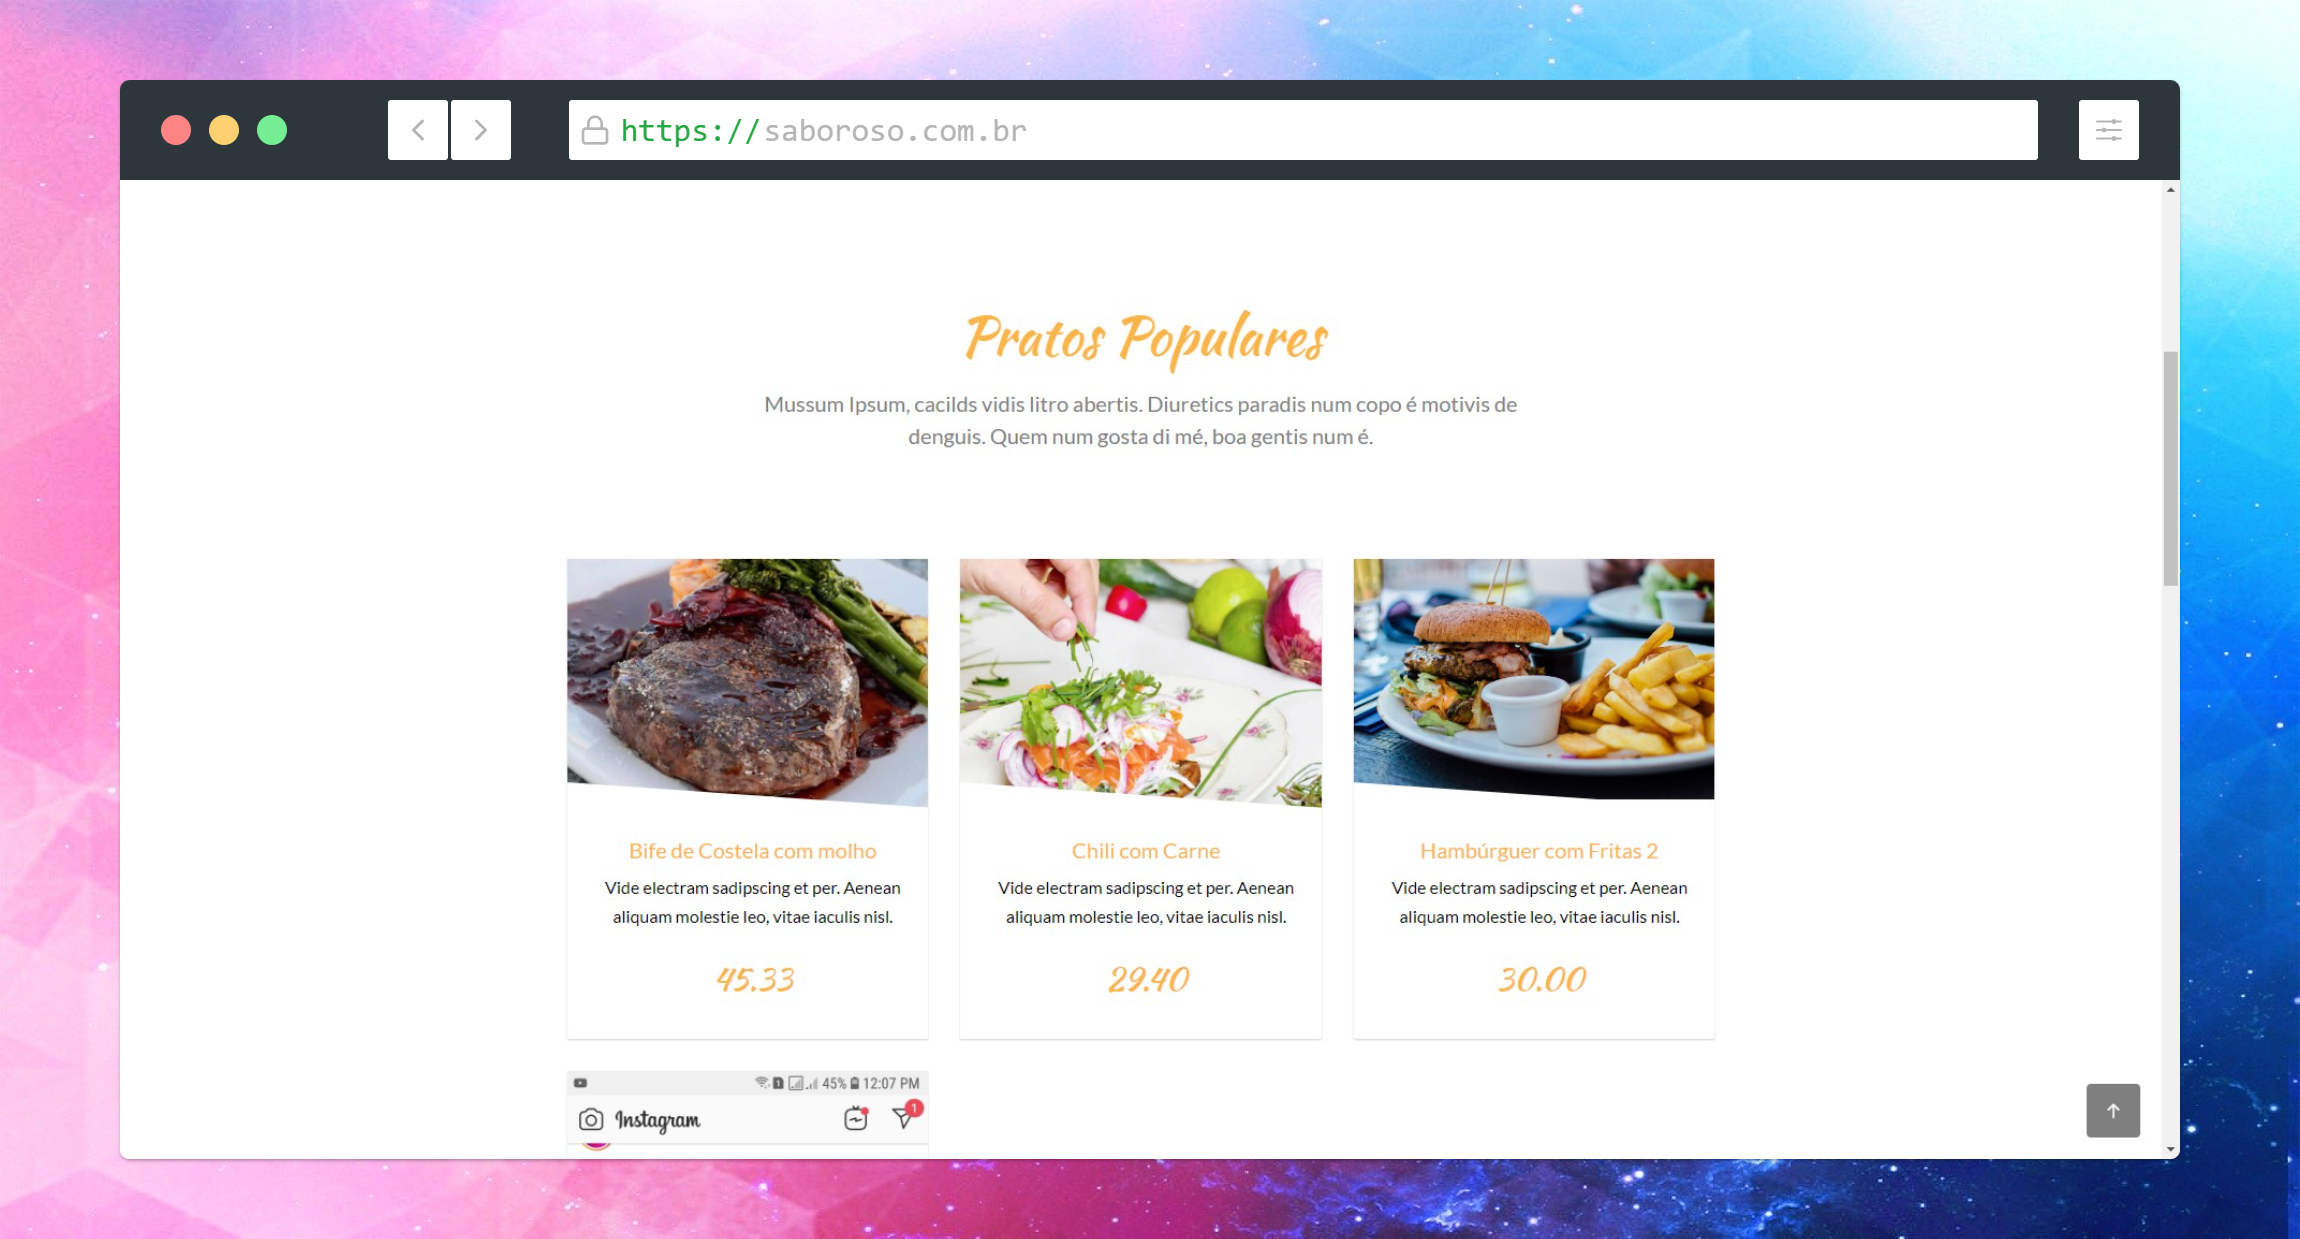 https://saboroso.com.br
Pratos Populares
Mussum Ipsum, cacilds vidis litro abertis. Diuretics paradis num copo é motivis de
denguis. Quem num gosta di mé, boa gentis num é.
Bife de Costela com molho
Vide electram sadipscing et per. Aenean
aliquam molestie leo, vitae iaculis nisl.
45.33
Chili com Carne
Vide electram sadipscing et per. Aenean
aliquam molestie leo, vitae iaculis nisl.
29.40
Hambúrguer com Fritas 2
Vide electram sadipscing et per. Aenean
aliquam molestie leo, vitae iaculis nisl.
30.00
45% 12:07 PM
Instagram
1